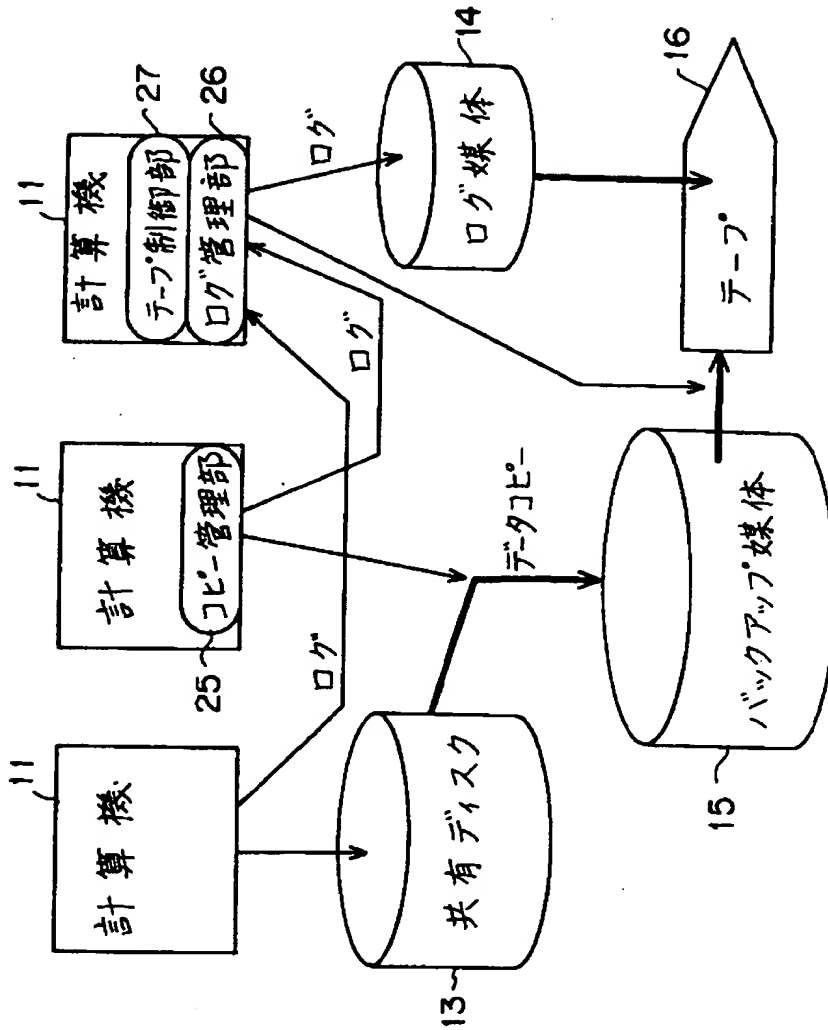 11
計算機
11
計算機
コピー管理部
25
11
計算機
テープ制御部
27
ログ管理部
26
ログ
ログ
ログ
データコピー
共有ディスク
13
バックアップ媒体
15
ログ媒体
14
テープ
16